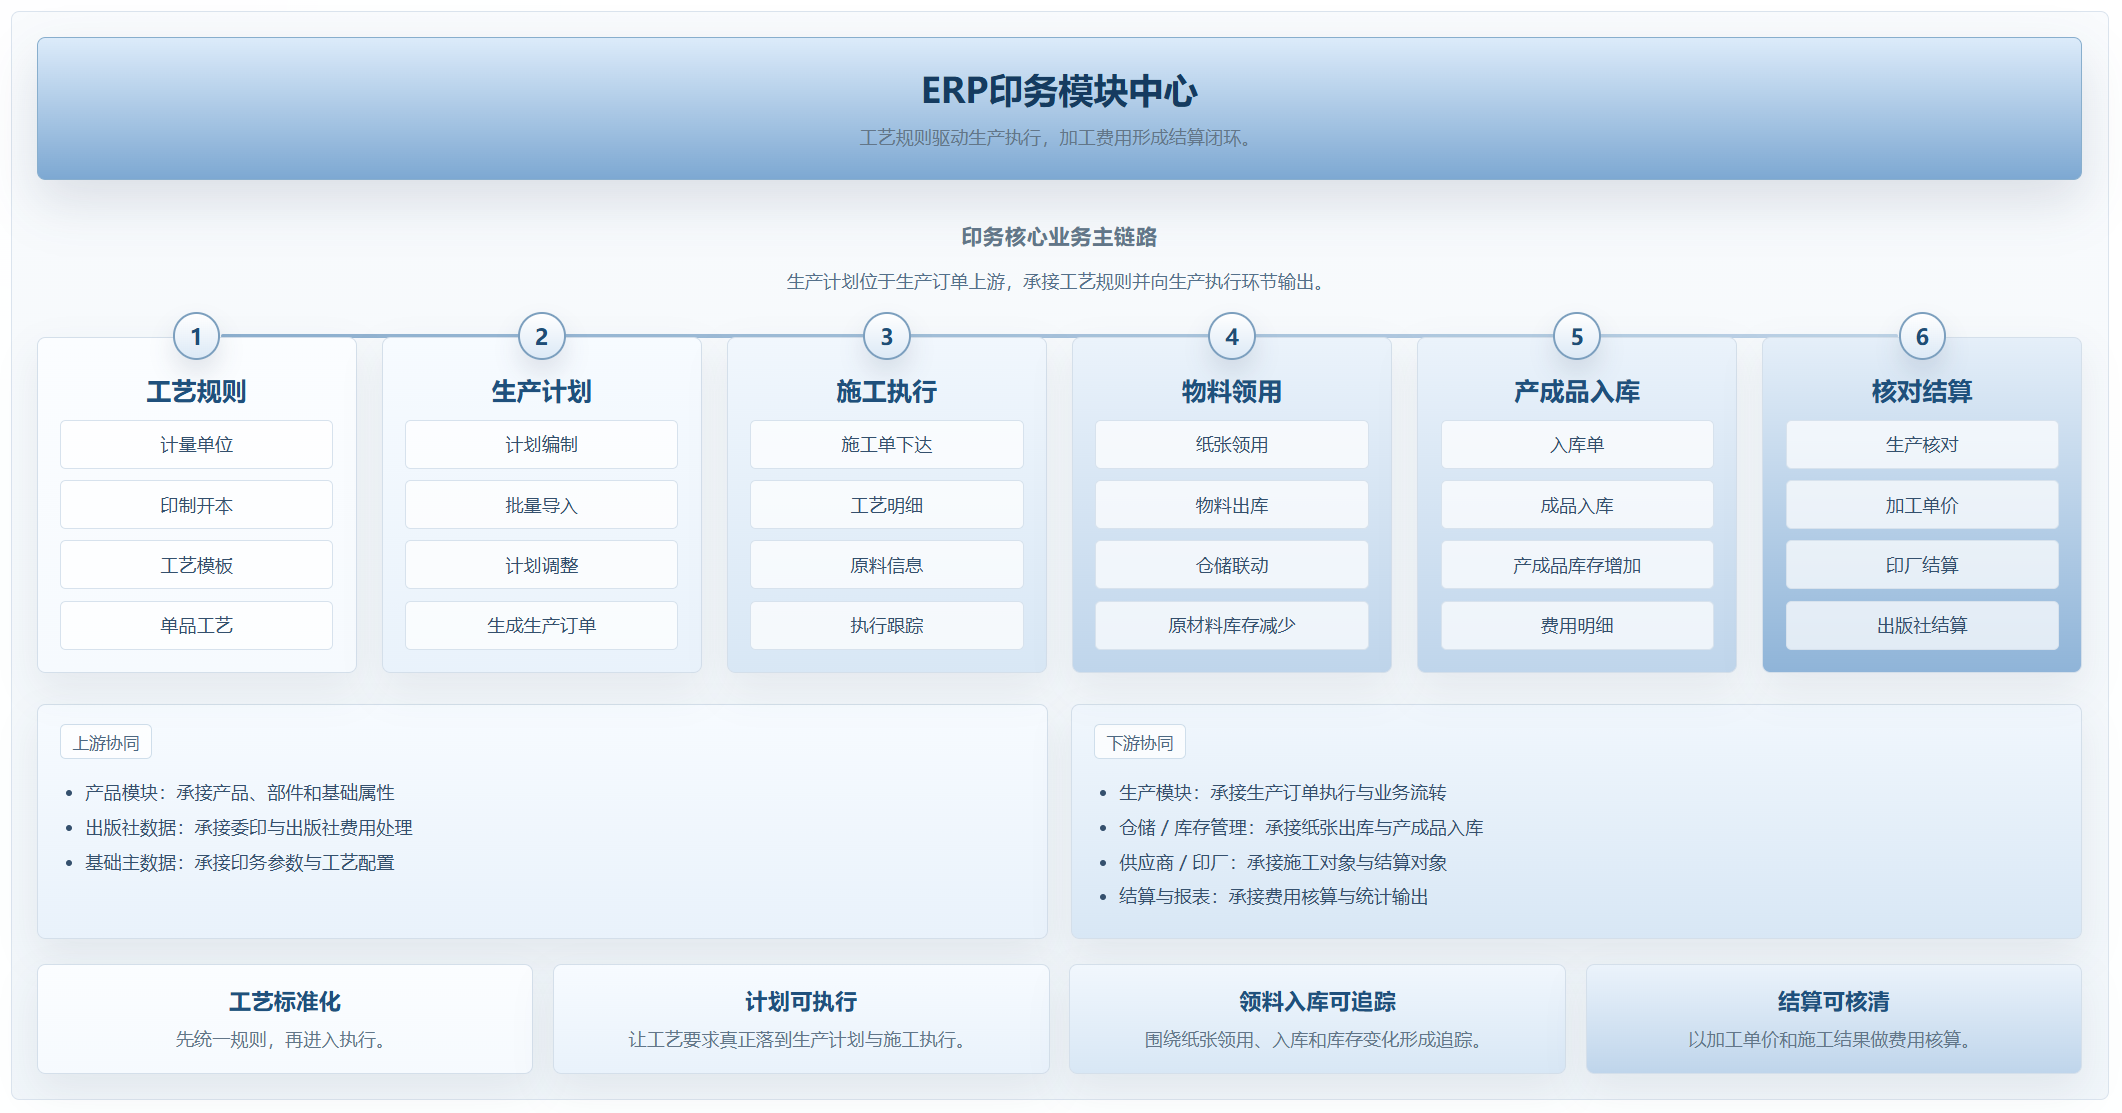 ERP印务模块中心
工艺规则驱动生产执行，加工费用形成结算闭环。
印务核心业务主链路
生产计划位于生产订单上游，承接工艺规则并向生产执行环节输出。
1
工艺规则
计量单位
印制开本
工艺模板
单品工艺
2
生产计划
计划编制
批量导入
计划调整
生成生产订单
3
施工执行
施工单下达
工艺明细
原料信息
执行跟踪
4
物料领用
纸张领用
物料出库
仓储联动
原材料库存减少
5
产成品入库
入库单
成品入库
产成品库存增加
费用明细
6
核对结算
生产核对
加工单价
印厂结算
出版社结算
上游协同
• 产品模块：承接产品、部件和基础属性
• 出版社数据：承接委印与出版社费用处理
• 基础主数据：承接印务参数与工艺配置
下游协同
• 生产模块：承接生产订单执行与业务流转
• 仓储 / 库存管理：承接纸张出库与产成品入库
• 供应商 / 印厂：承接施工对象与结算对象
• 结算与报表：承接费用核算与统计输出
工艺标准化
先统一规则，再进入执行。
计划可执行
让工艺要求真正落到生产计划与施工执行。
领料入库可追踪
围绕纸张领用、入库和库存变化形成追踪。
结算可核清
以加工单价和施工结果做费用核算。